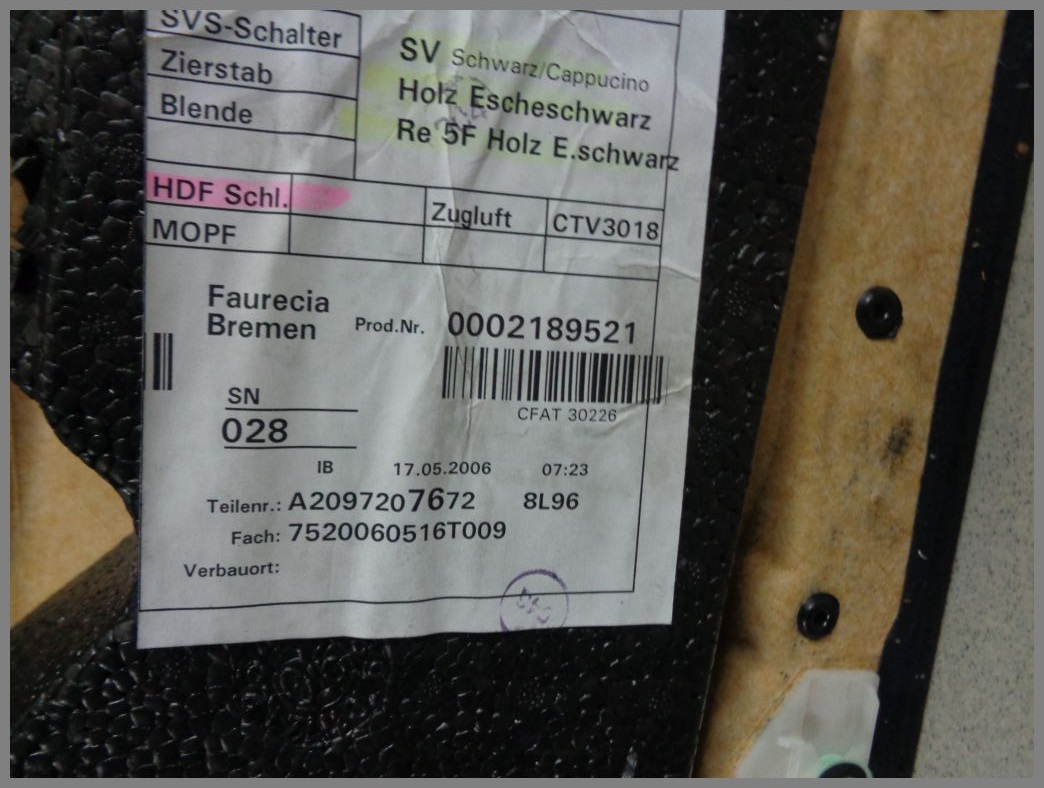 SVS-Schalter
SV Schwarz/Cappucino
Zierstab
Holz Escheschwarz
Blende
Re 5F Holz E.schwarz
HDF Schl.
Zugluft CTV3018
MOPF
Faurecia
Bremen Prod.Nr. 0002189521
CFAT 30226
SN
028
IB 17.05.2006 07:23
Teilenr.: A2097207672 8L96
Fach: 7520060516T009
Verbauort: